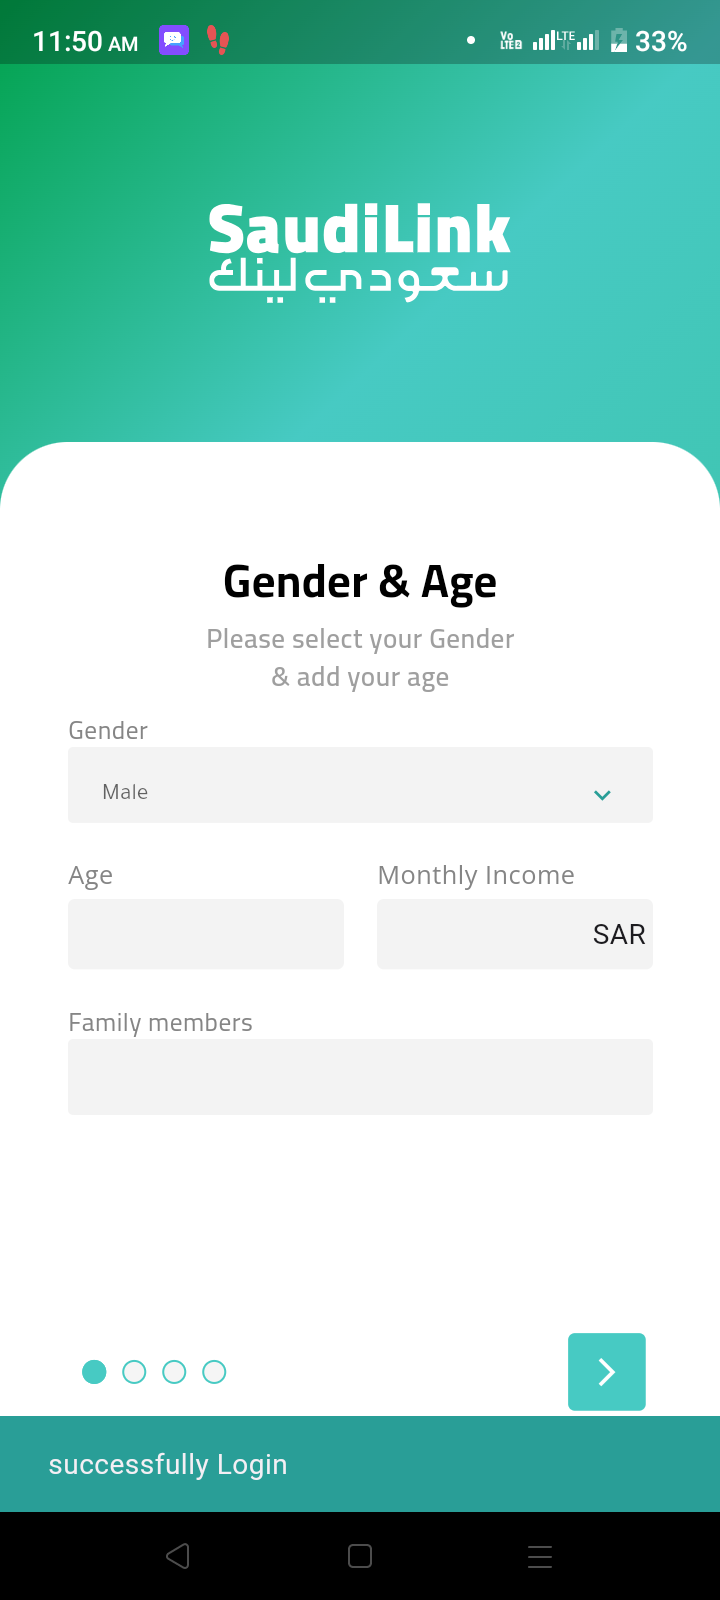 11:50 AM
Vo LTE 2 LTE 33%
SaudiLink
سعودي لينك
Gender & Age
Please select your Gender
& add your age
Gender
Male
Age Monthly Income
SAR
Family members
successfully Login